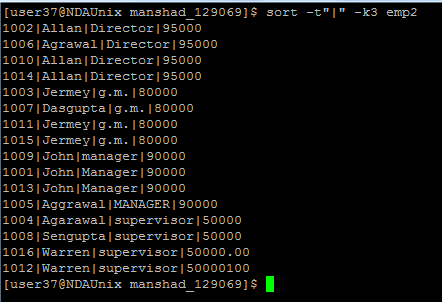 [user37@NDAUnix manshad_129069]$ sort -t"|" -k3 emp2
1002|Allan|Director|95000
1006|Agrawal|Director|95000
1010|Allan|Director|95000
1014|Allan|Director|95000
1003|Jermey|g.m.|80000
1007|Dasgupta|g.m.|80000
1011|Jermey|g.m.|80000
1015|Jermey|g.m.|80000
1009|John|manager|90000
1001|John|Manager|90000
1013|John|Manager|90000
1005|Aggrawal|MANAGER|90000
1004|Agarawal|supervisor|50000
1008|Sengupta|supervisor|50000
1016|Warren|supervisor|50000.00
1012|Warren|supervisor|50000100
[user37@NDAUnix manshad_129069]$